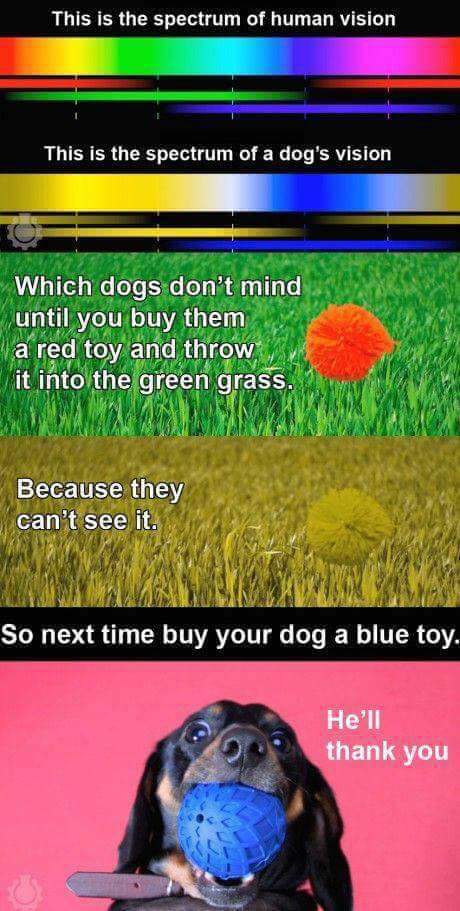 This is the spectrum of human vision
This is the spectrum of a dog's vision
Which dogs don't mind
until you buy them
a red toy and throw
it into the green grass.
Because they
can't see it.
So next time buy your dog a blue toy.
He'll
thank you